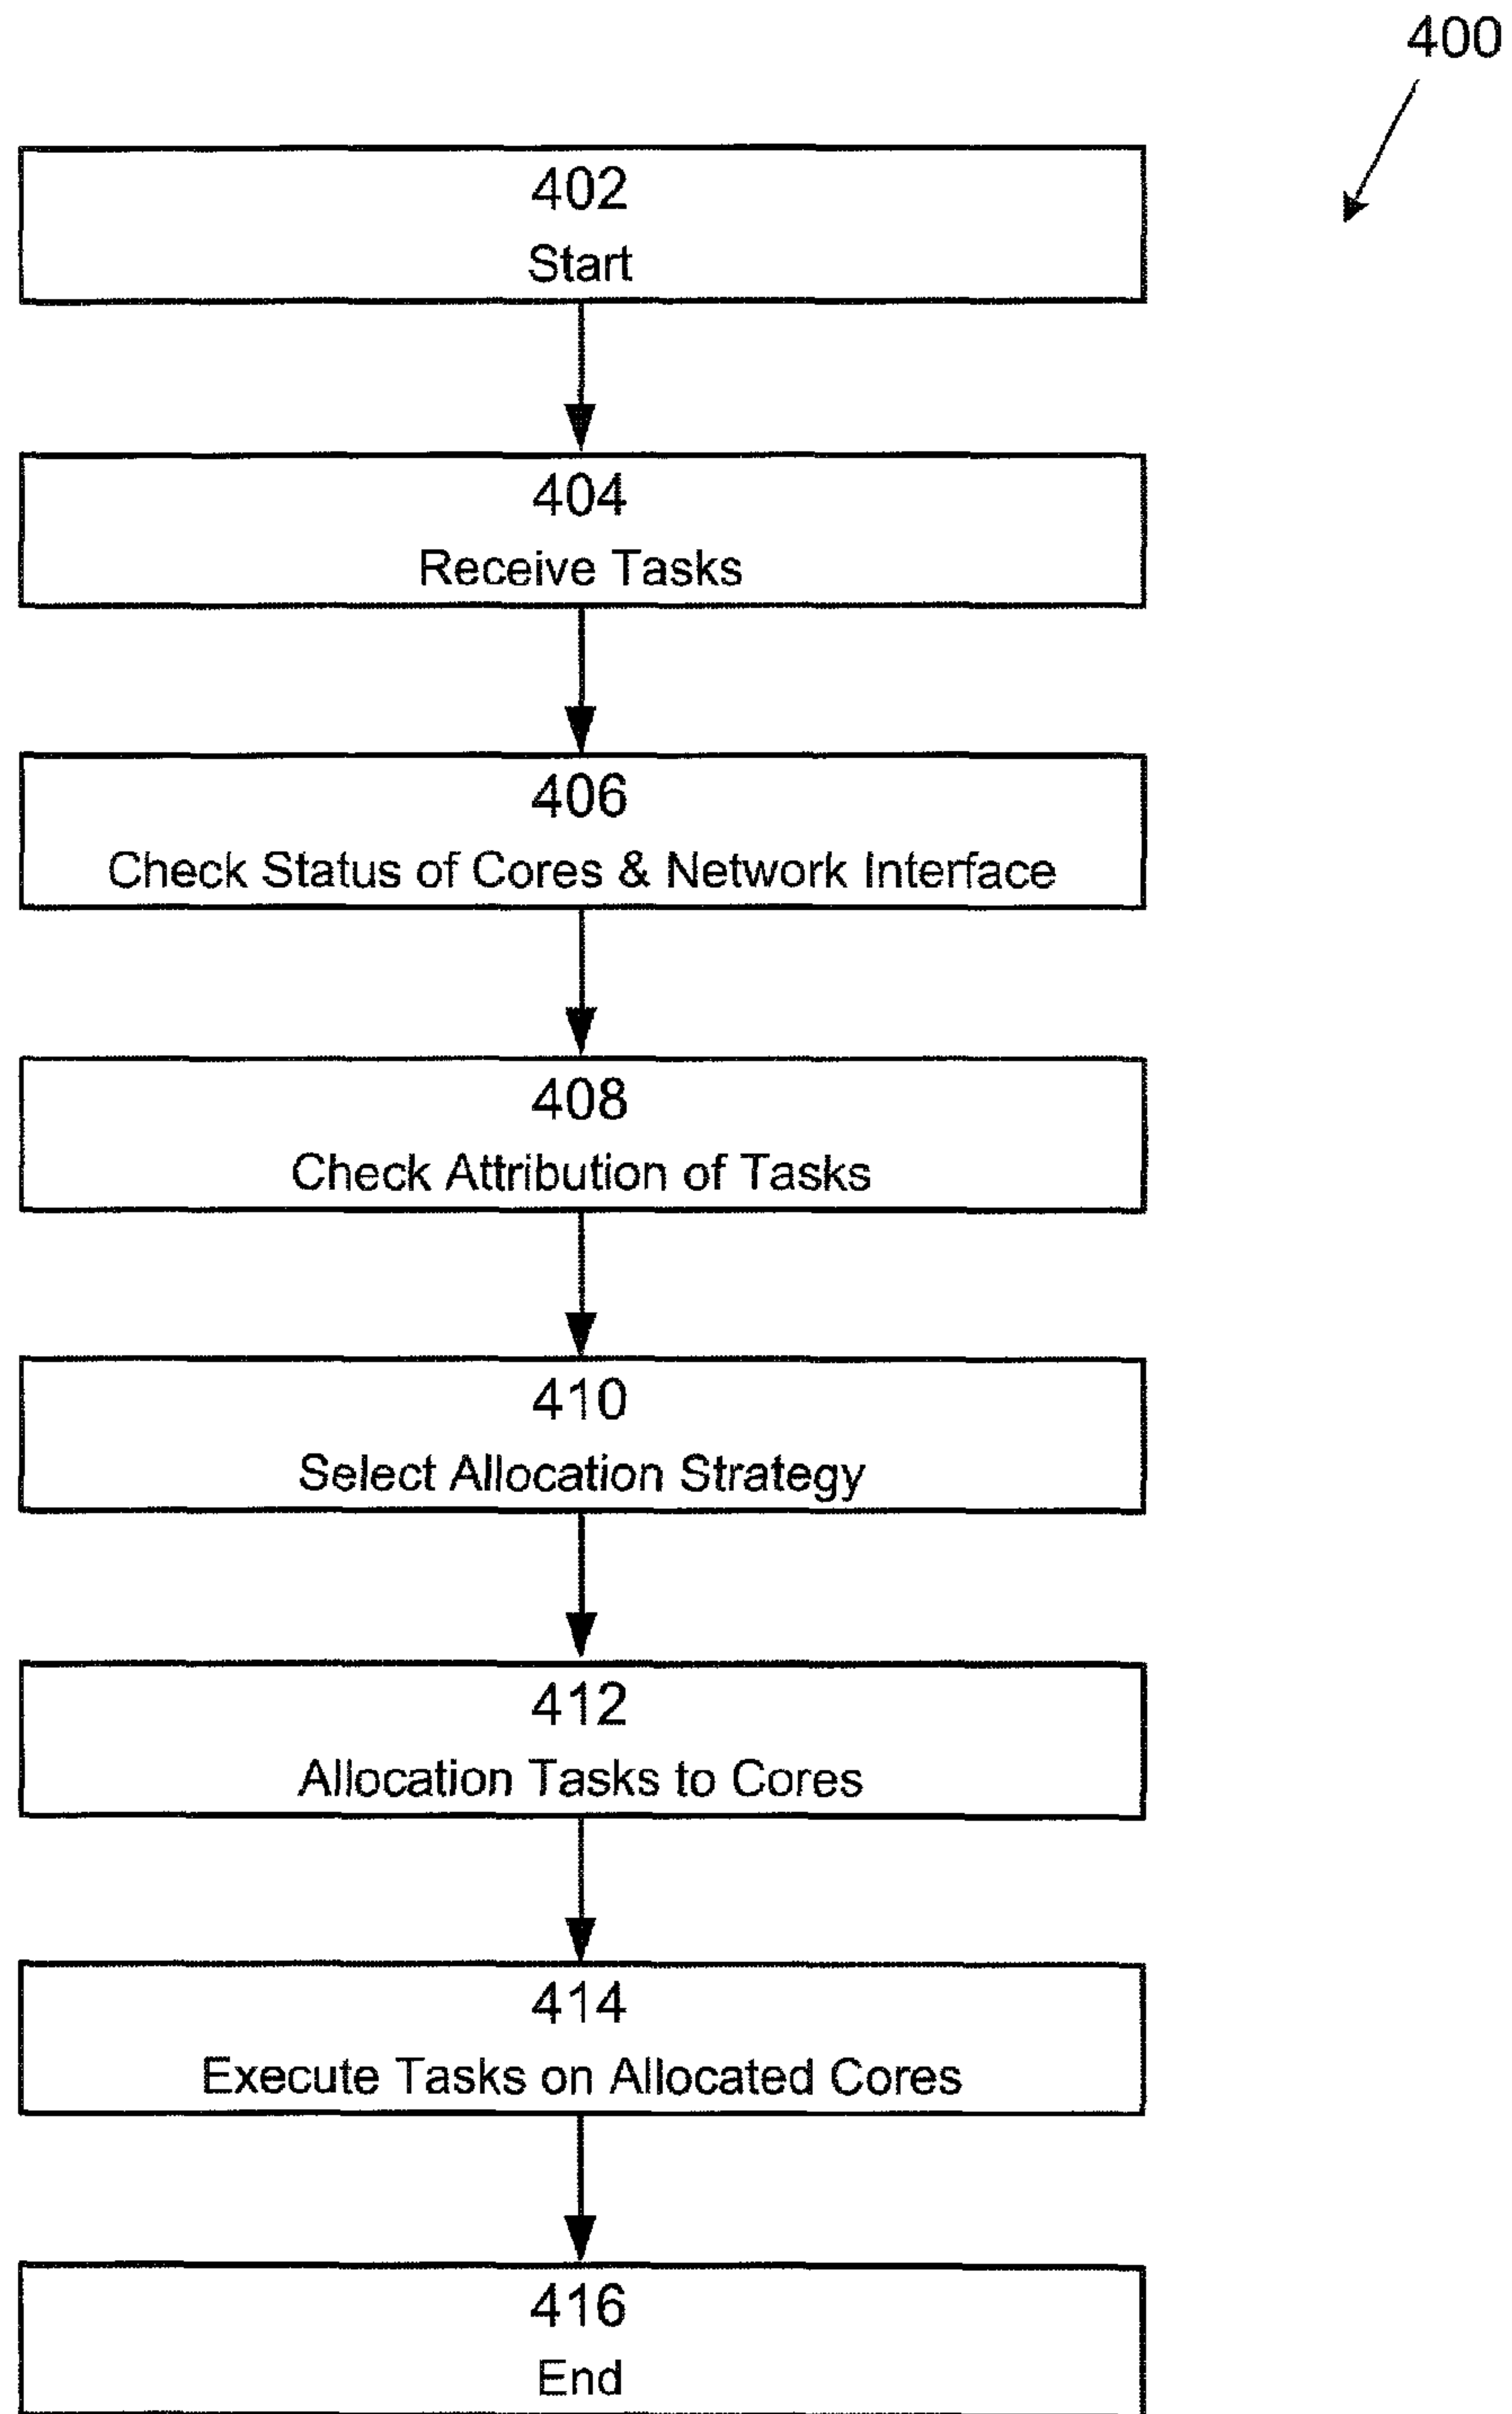 400
402
Start
404
Receive Tasks
406
Check Status of Cores & Network Interface
408
Check Attribution of Tasks
410
Select Allocation Strategy
412
Allocation Tasks to Cores
414
Execute Tasks on Allocated Cores
416
End